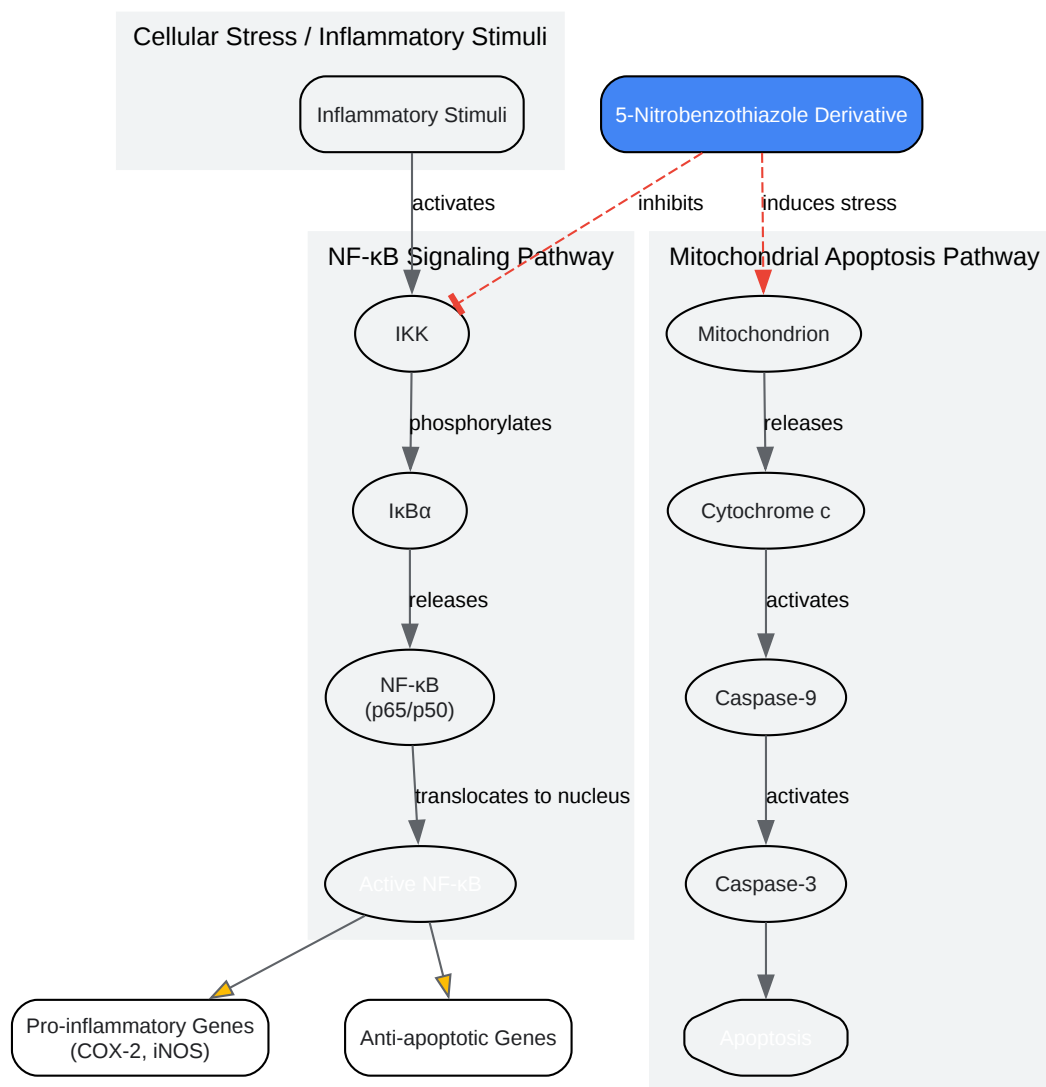 Cellular Stress / Inflammatory Stimuli
Inflammatory Stimuli
5-Nitrobenzothiazole Derivative
activates
inhibits
induces stress
NF-κB Signaling Pathway
Mitochondrial Apoptosis Pathway
IKK
Mitochondrion
phosphorylates
releases
IκBα
Cytochrome c
releases
activates
NF-κB
(p65/p50)
Caspase-9
translocates to nucleus
activates
Active NF-κB
Caspase-3
Pro-inflammatory Genes
(COX-2, iNOS)
Anti-apoptotic Genes
Apoptosis